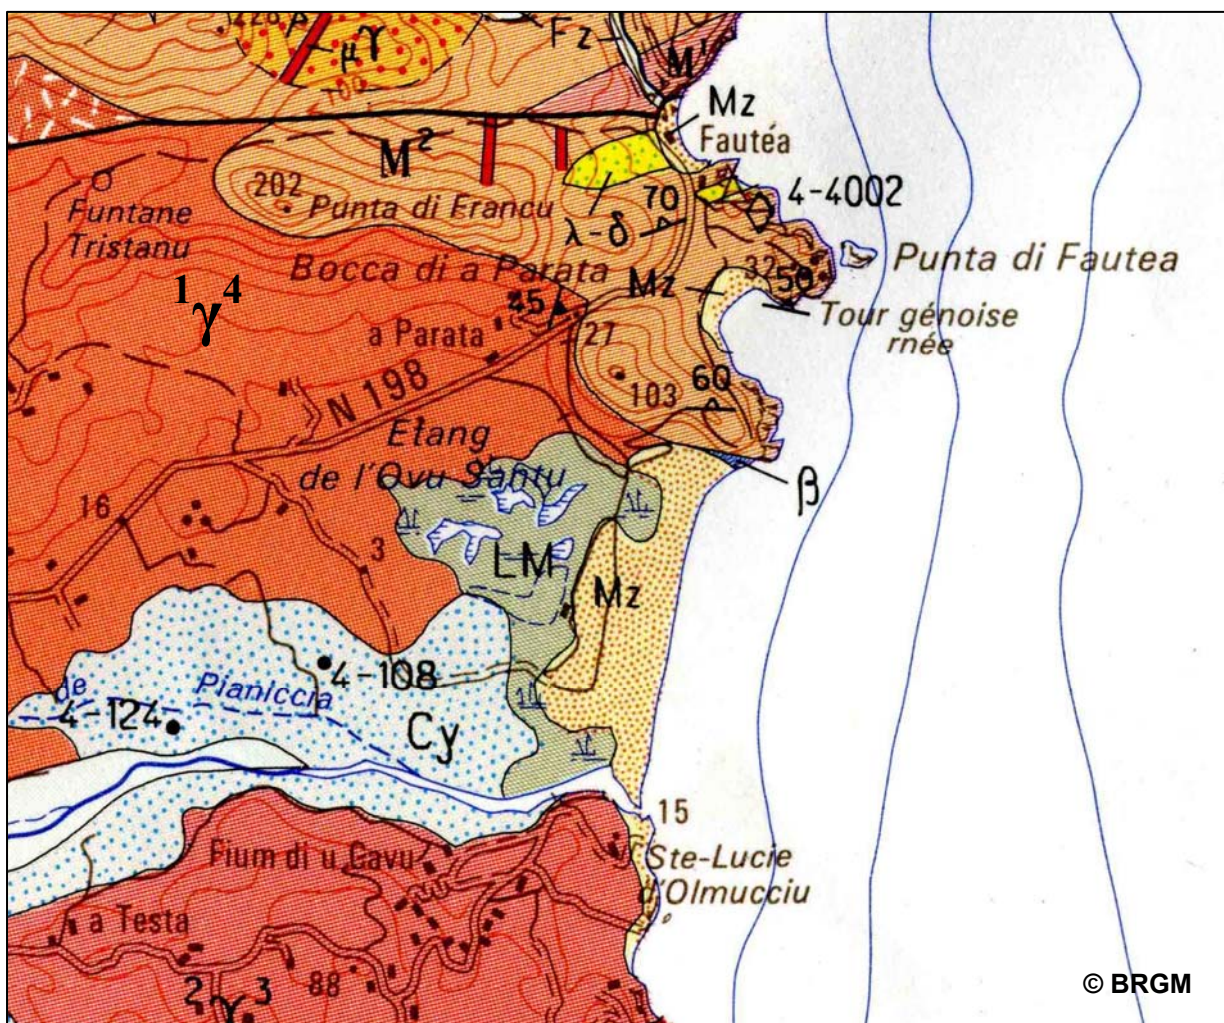 Fz
μγ
100
M¹
Mz
Fautéa
M²
202
Punta di Francu
70
4-4002
λ-δ
Funtane
Tristanu
Bocca di a Parata
Mz
32
50
Punta di Fautea
Tour génoise
rnée
¹γ⁴
45
a Parata
27
N 198
103
60
Etang
de l'Ovu Santu
β
16
3
LM
Mz
4-108
de Pianiccia
4-124
Cy
15
Fium di u Cavu
Ste-Lucie
d'Olmucciu
a Testa
²γ³
88
© BRGM